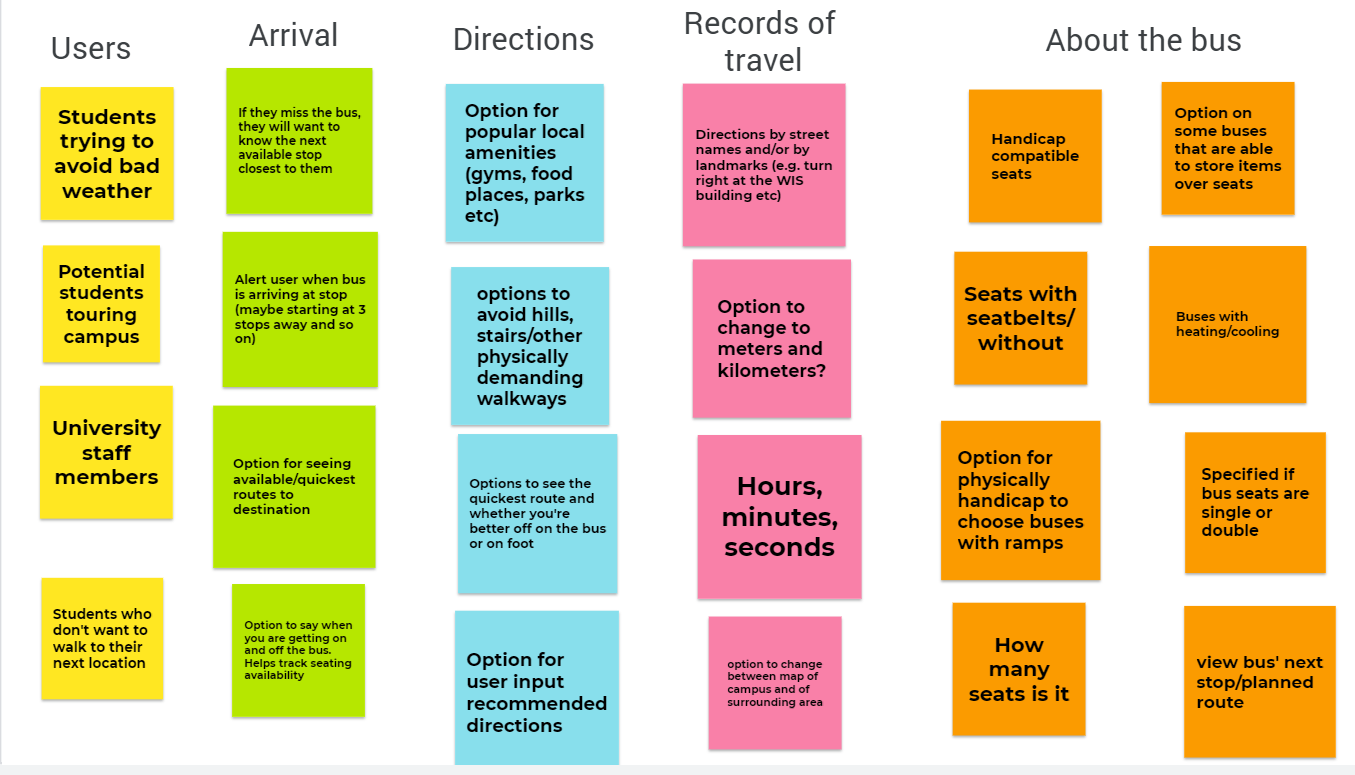 Users
Students
trying to
avoid bad
weather
Potential
students
touring
campus
University
staff
members
Students who
don't want to
walk to their
next location
Arrival
If they miss the bus,
they will want to
know the next
available stop
closest to them
Alert user when bus
is arriving at stop
(maybe starting at 3
stops away and so
on)
Option for seeing
available/quickest
routes to
destination
Option to say when
you are getting on
and off the bus.
Helps track seating
availability
Directions
Option for
popular local
amenities
(gyms, food
places, parks
etc)
options to
avoid hills,
stairs/other
physically
demanding
walkways
Options to see the
quickest route and
whether you're
better off on the bus
or on foot
Option for
user input
recommended
directions
Records of
travel
Directions by street
names and/or by
landmarks (e.g. turn
right at the WIS
building etc)
Option to
change to
meters and
kilometers?
Hours,
minutes,
seconds
option to change
between map of
campus and of
surrounding area
About the bus
Handicap
compatible
seats
Seats with
seatbelts/
without
Option for
physically
handicap to
choose buses
with ramps
How
many
seats is it
Option on
some buses
that are able
to store items
over seats
Buses with
heating/cooling
Specified if
bus seats are
single or
double
view bus' next
stop/planned
route